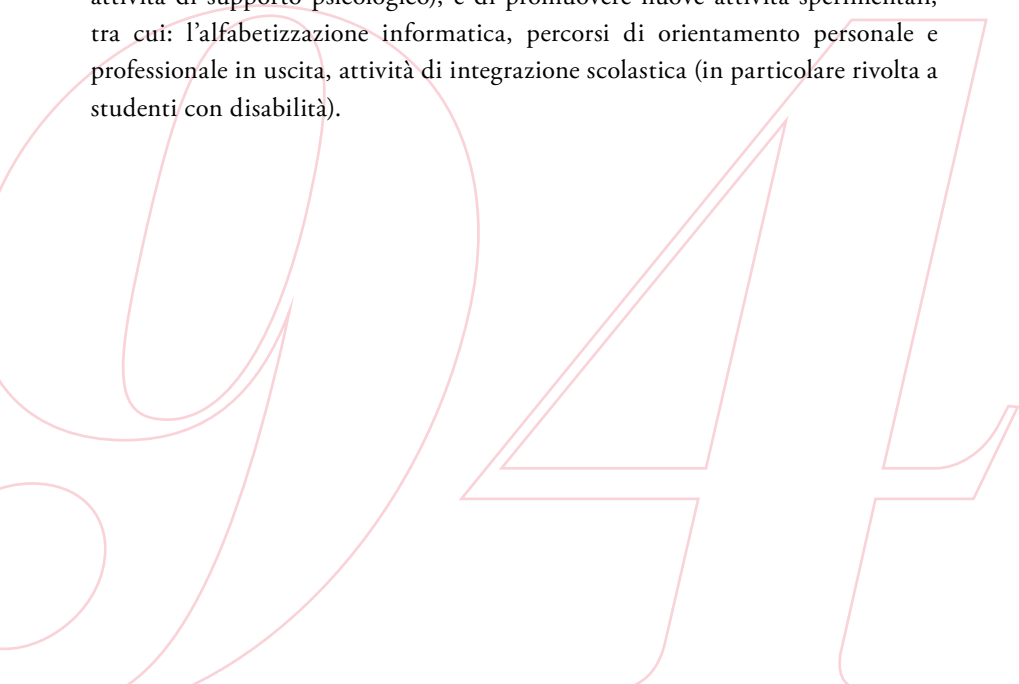 attività di supporto psicologico), e di promuovere nuove attività sperimentali,
tra cui: l’alfabetizzazione informatica, percorsi di orientamento personale e
professionale in uscita, attività di integrazione scolastica (in particolare rivolta a
studenti con disabilità).
94